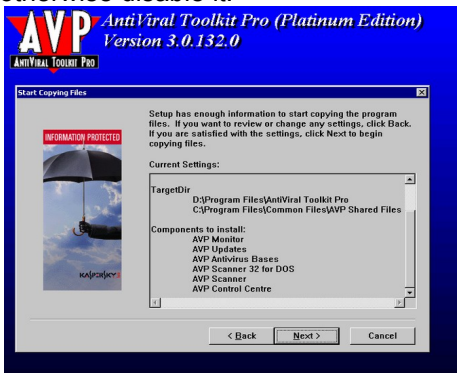 otherwise disable it.
AVP
ANTIVIRAL TOOLKIT PRO
AntiViral Toolkit Pro (Platinum Edition)
Version 3.0.132.0
Start Copying Files
INFORMATION PROTECTED
KASPERSKY
Setup has enough information to start copying the program
files. If you want to review or change any settings, click Back.
If you are satisfied with the settings, click Next to begin
copying files.
Current Settings:
TargetDir
D:\Program Files\AntiViral Toolkit Pro
C:\Program Files\Common Files\AVP Shared Files
Components to install:
AVP Monitor
AVP Updates
AVP Antivirus Bases
AVP Scanner 32 for DOS
AVP Scanner
AVP Control Centre
< Back
Next >
Cancel